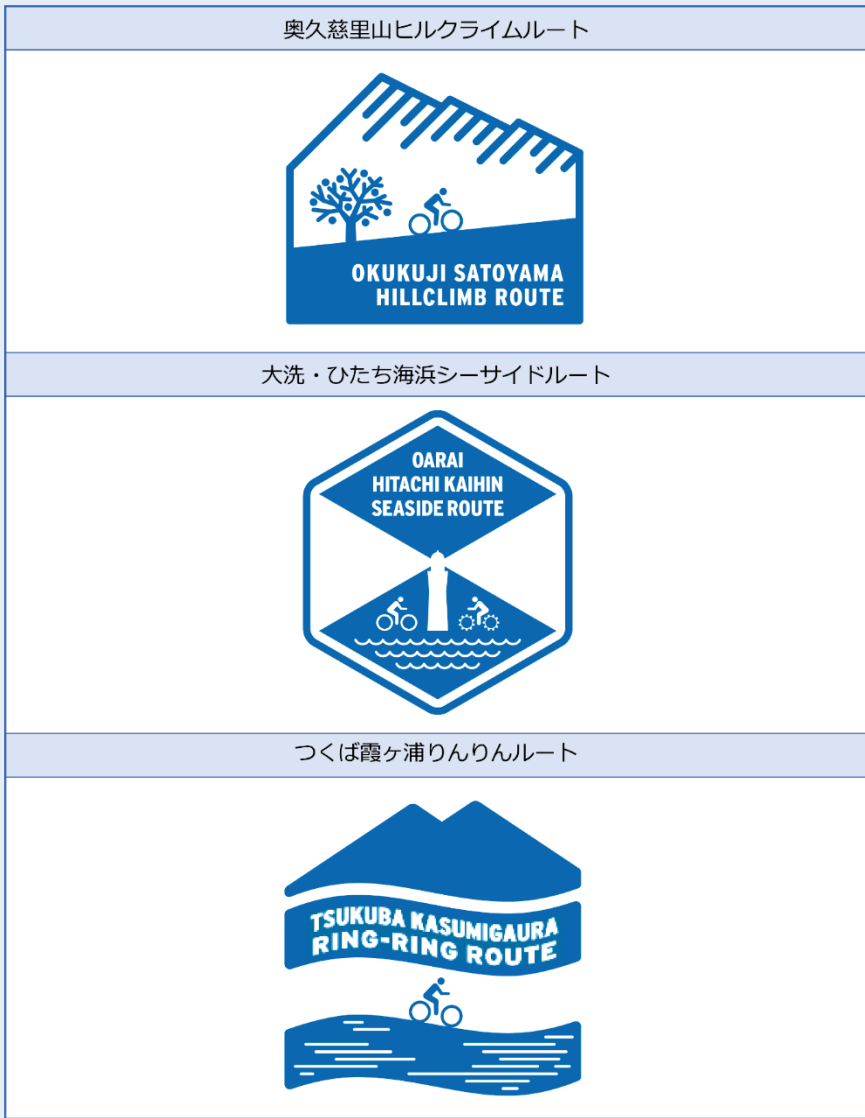 奥久慈里山ヒルクライムルート
OKUKUJI SATOYAMA
HILLCLIMB ROUTE
大洗・ひたち海浜シーサイドルート
OARAI
HITACHI KAIHIN
SEASIDE ROUTE
つくば霞ヶ浦りんりんルート
TSUKUBA KASUMIGAURA
RING-RING ROUTE